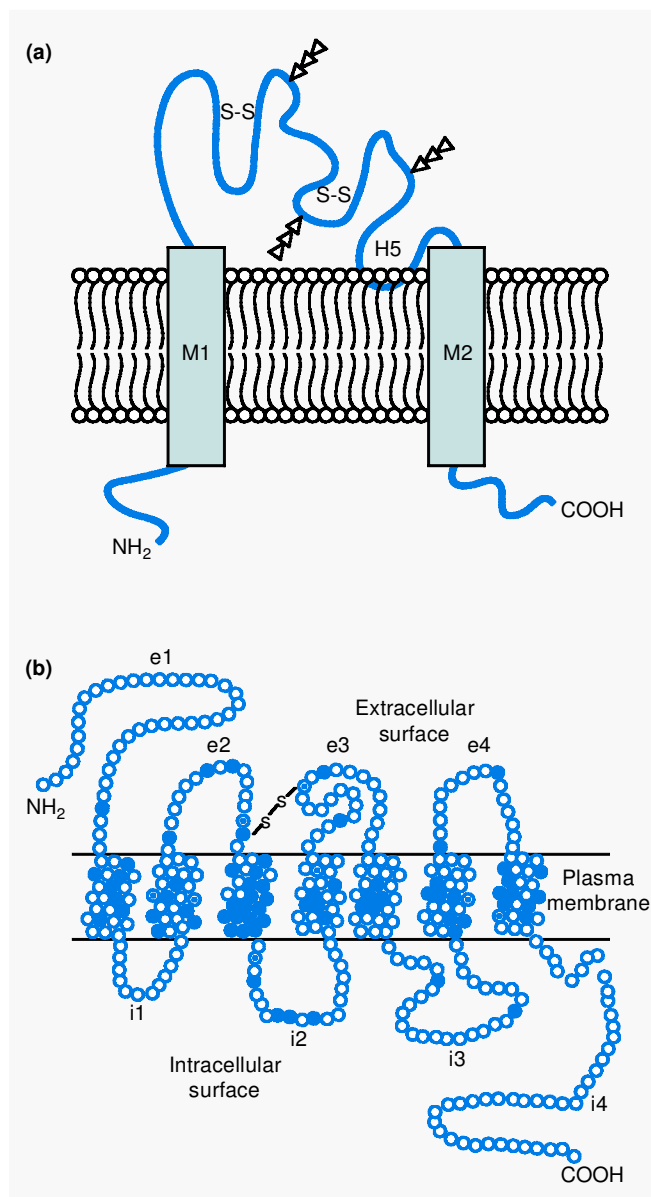 (a)
S-S
S-S
H5
M1
M2
NH2
COOH
(b)
e1
Extracellular
surface
e2
e3
e4
NH2
S
S
Plasma
membrane
i1
i2
i3
Intracellular
surface
i4
COOH